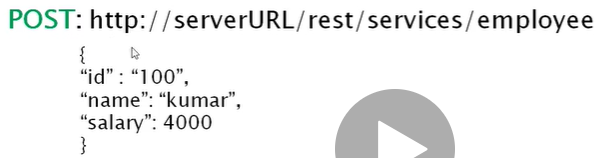 POST: http://serverURL/rest/services/employee
{
“id” : “100”,
“name”: “kumar”,
“salary”: 4000
}